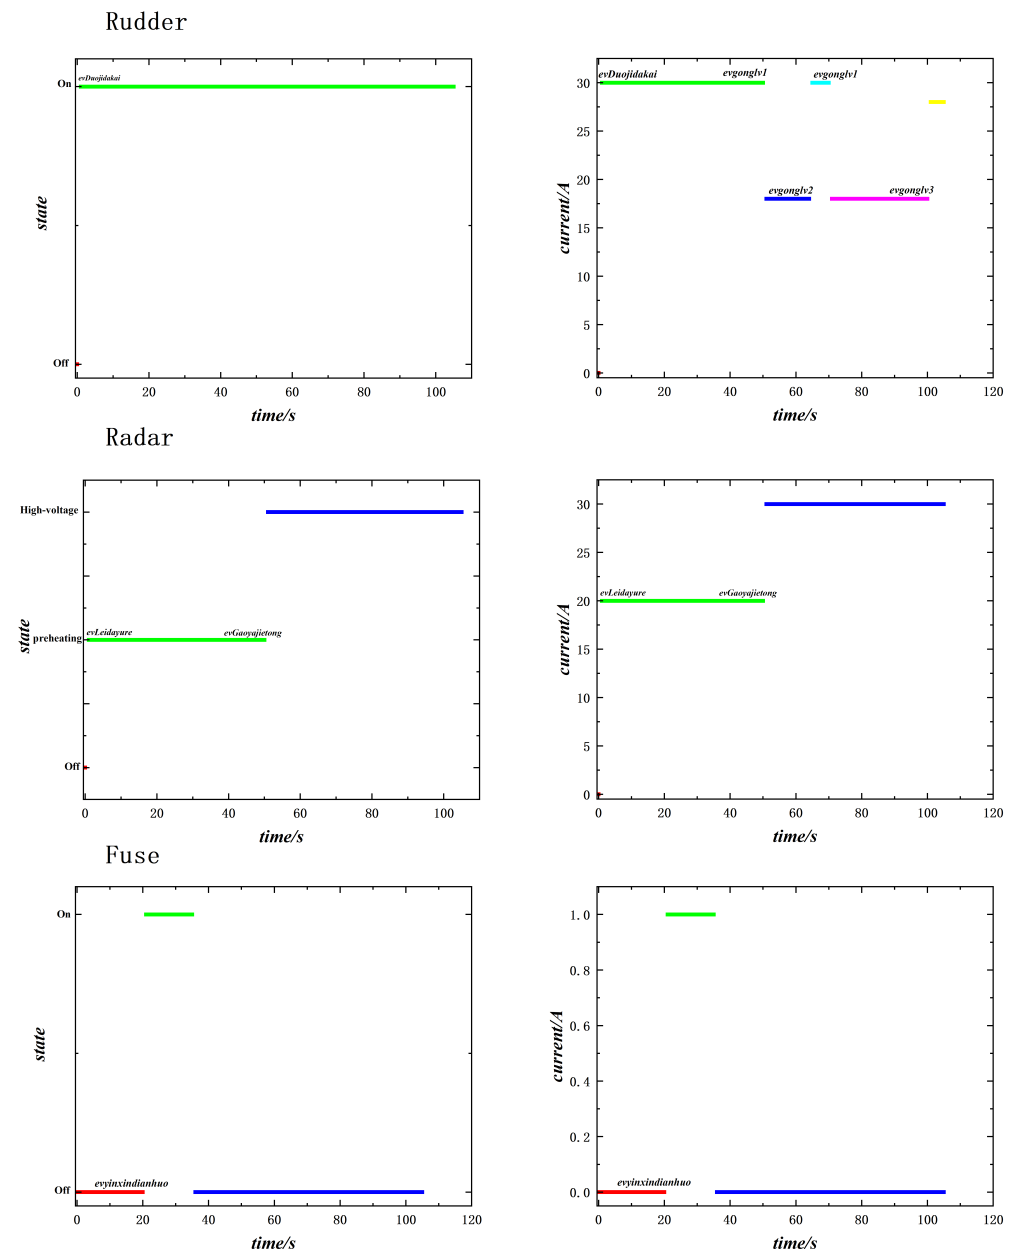 Rudder
On
evDuojidakai
Off
state
0 20 40 60 80 100
time/s
evDuojidakai evgonglv1 evgonglv1
30
25
20
evgonglv2 evgonglv3
15
10
5
0
current/A
0 20 40 60 80 100 120
time/s
Radar
High-voltage
preheating
evLeidayure evGaoyajietong
Off
state
0 20 40 60 80 100
time/s
30
25
20
evLeidayure evGaoyajietong
15
10
5
0
current/A
0 20 40 60 80 100 120
time/s
Fuse
On
Off
evyinxindianhuo
state
0 20 40 60 80 100 120
time/s
1.0
0.8
0.6
0.4
0.2
0.0
evyinxindianhuo
current/A
0 20 40 60 80 100 120
time/s